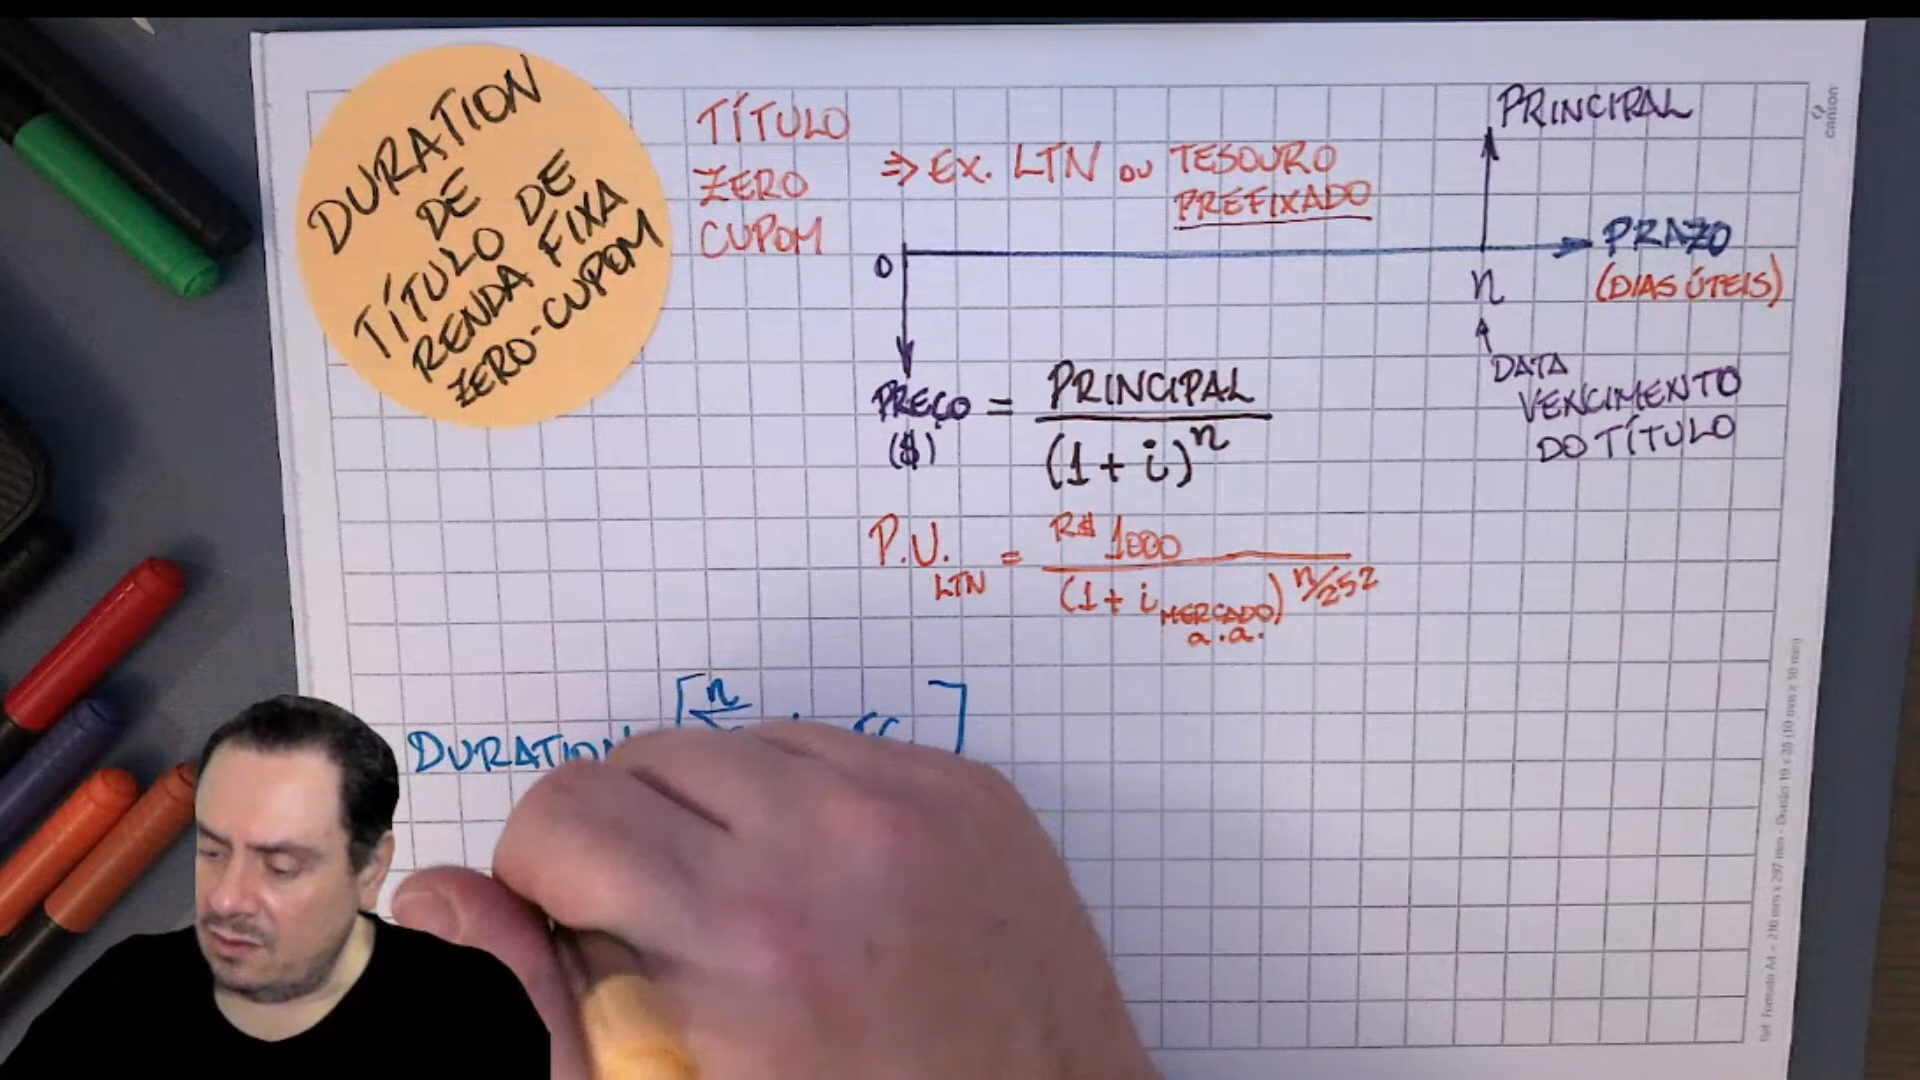 DURATION
DE
TÍTULO DE
RENDA FIXA
ZERO-CUPOM
TÍTULO
ZERO
CUPOM
⇒ EX. LTN OU TESOURO
PREFIXADO
PRINCIPAL
0
PRAZO
n
(DIAS ÚTEIS)
DATA
VENCIMENTO
DO TÍTULO
PREÇO = PRINCIPAL
($)
(1 + i)^n
P.U. LTN = R$ 1000
(1 + i MERCADO a.a.)^n/252
n
DURATION
canson